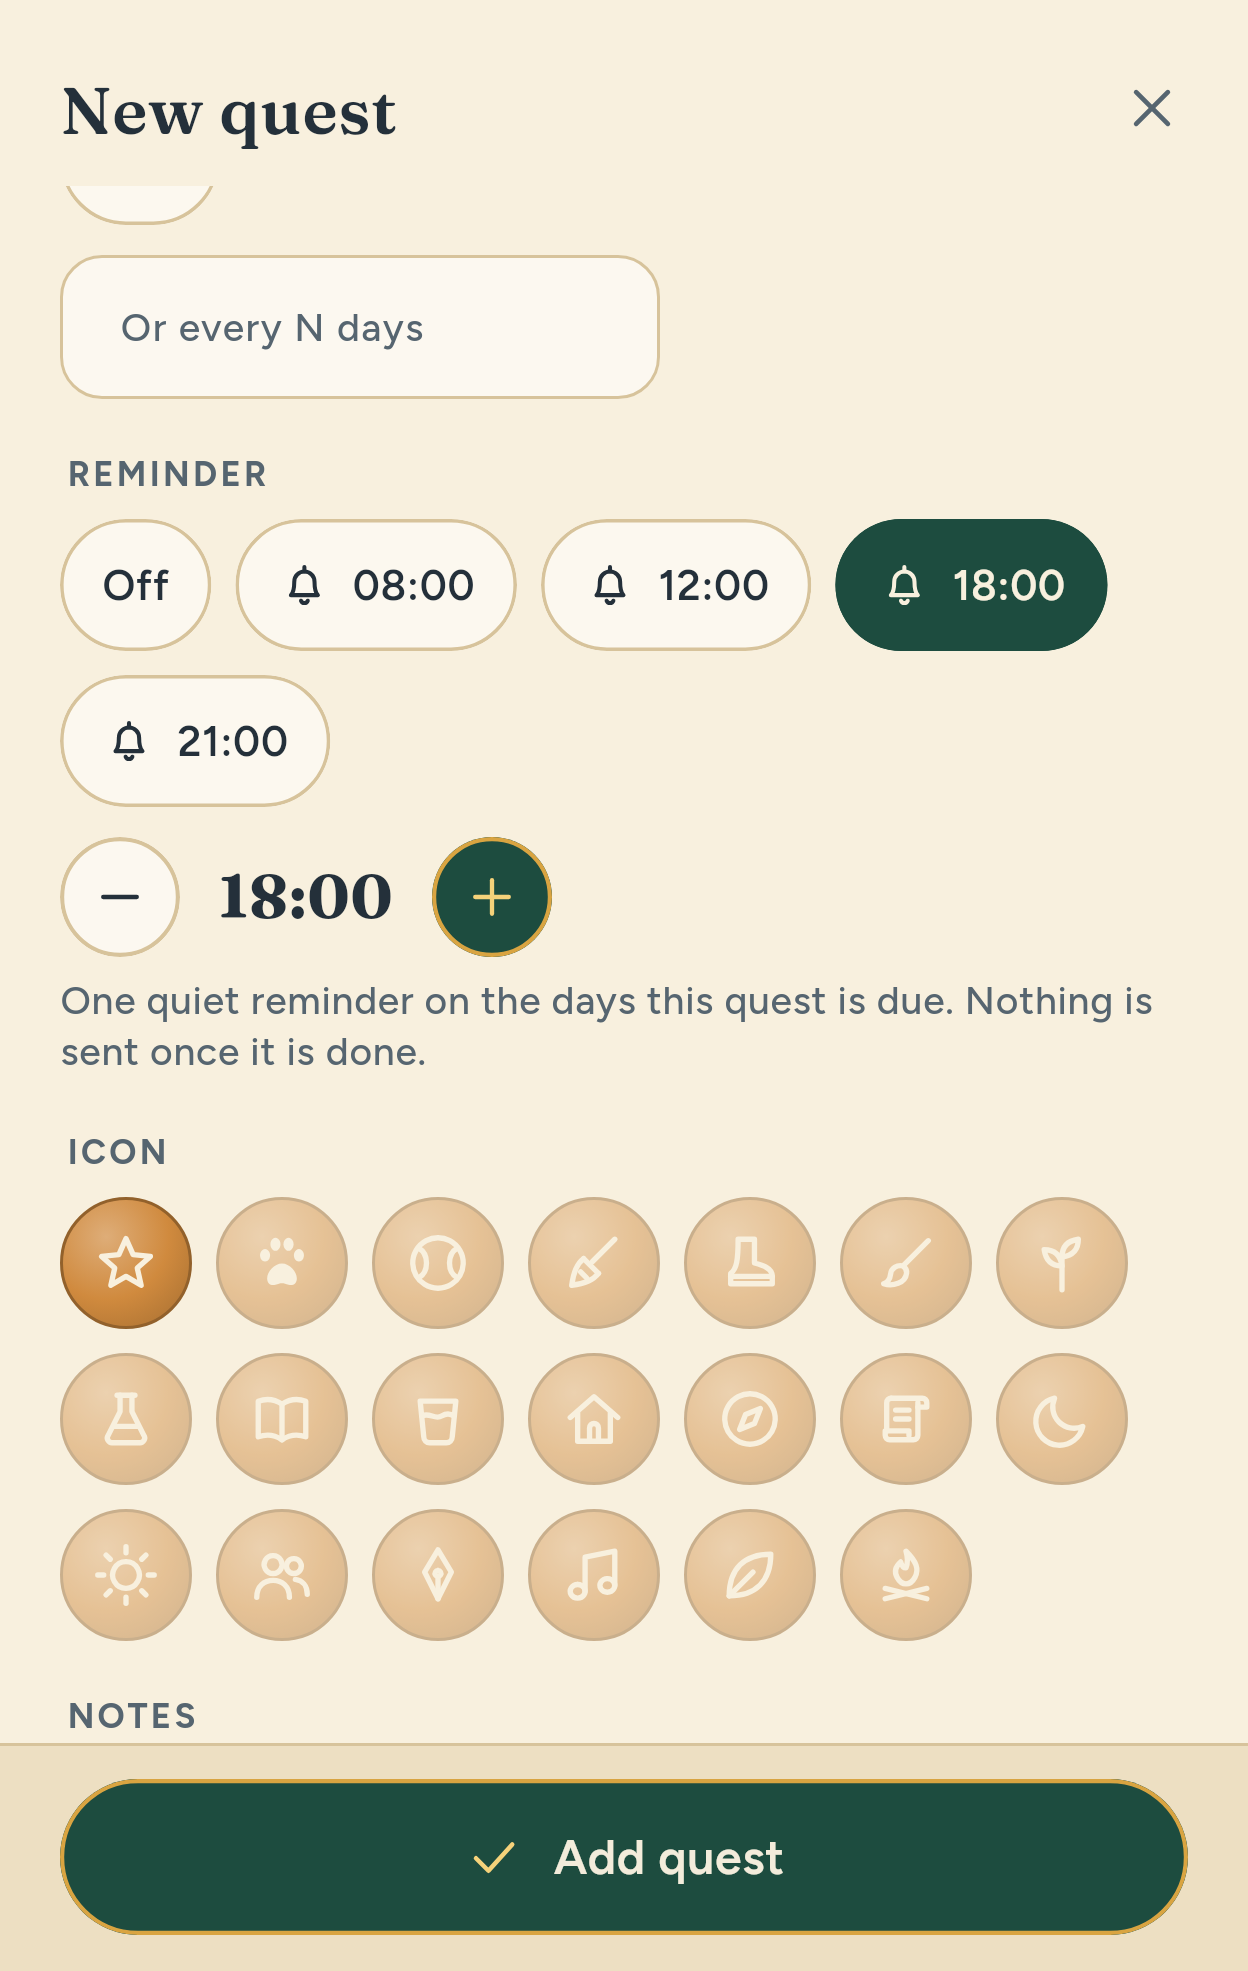 New quest
Or every N days
REMINDER
Off 08:00 12:00 18:00
21:00
18:00
One quiet reminder on the days this quest is due. Nothing is
sent once it is done.
ICON
NOTES
Add quest